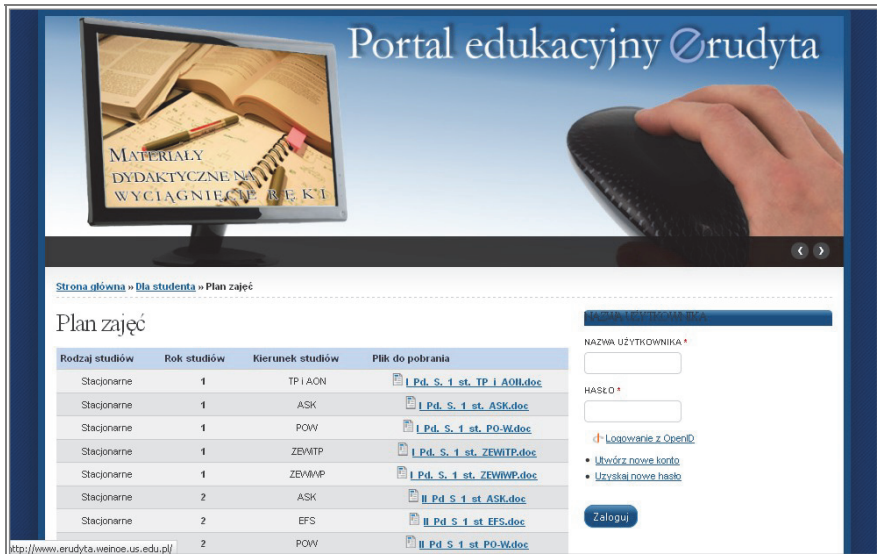 Portal edukacyjny erudyta
MATERIAŁY
DYDAKTYCZNE NA
WYCIĄGNIĘCIE RĘKI
Strona główna » Dla studenta » Plan zajęć
Plan zajęć
Rodzaj studiów Rok studiów Kierunek studiów Plik do pobrania
Stacjonarne 1 TP i AON I Pd. S. 1 st. TP i AON.doc
Stacjonarne 1 ASK I Pd. S. 1 st. ASK.doc
Stacjonarne 1 POW I Pd. S. 1 st. PO-W.doc
Stacjonarne 1 ZEWiTP I Pd. S. 1 st. ZEWiTP.doc
Stacjonarne 1 ZEWiWP I Pd. S. 1 st. ZEWiWP.doc
Stacjonarne 2 ASK II Pd S 1 st ASK.doc
Stacjonarne 2 EFS II Pd S 1 st EFS.doc
Stacjonarne 2 POW II Pd S 1 st PO-W.doc
NAZWA UŻYTKOWNIKA
NAZWA UŻYTKOWNIKA *
HASŁO *
Logowanie z OpenID
Utwórz nowe konto
Uzyskaj nowe hasło
Zaloguj
http://www.erudyta.weinoe.us.edu.pl/